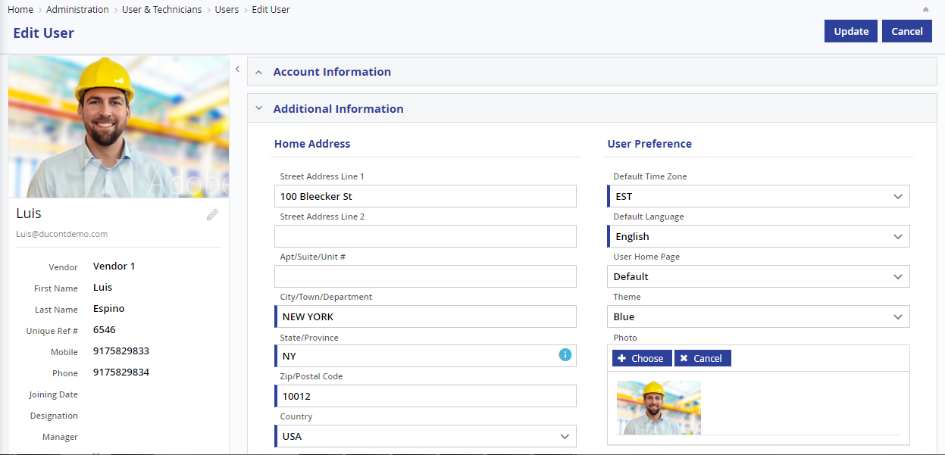 Home > Administration > User & Technicians > Users > Edit User
Edit User
Update
Cancel
Adobe
Luis
Luis@ducontdemo.com
Vendor Vendor 1
First Name Luis
Last Name Espino
Unique Ref # 6546
Mobile 9175829833
Phone 9175829834
Joining Date
Designation
Manager
Account Information
Additional Information
Home Address
Street Address Line 1
100 Bleecker St
Street Address Line 2
Apt/Suite/Unit #
City/Town/Department
NEW YORK
State/Province
NY
Zip/Postal Code
10012
Country
USA
User Preference
Default Time Zone
EST
Default Language
English
User Home Page
Default
Theme
Blue
Photo
Choose
Cancel